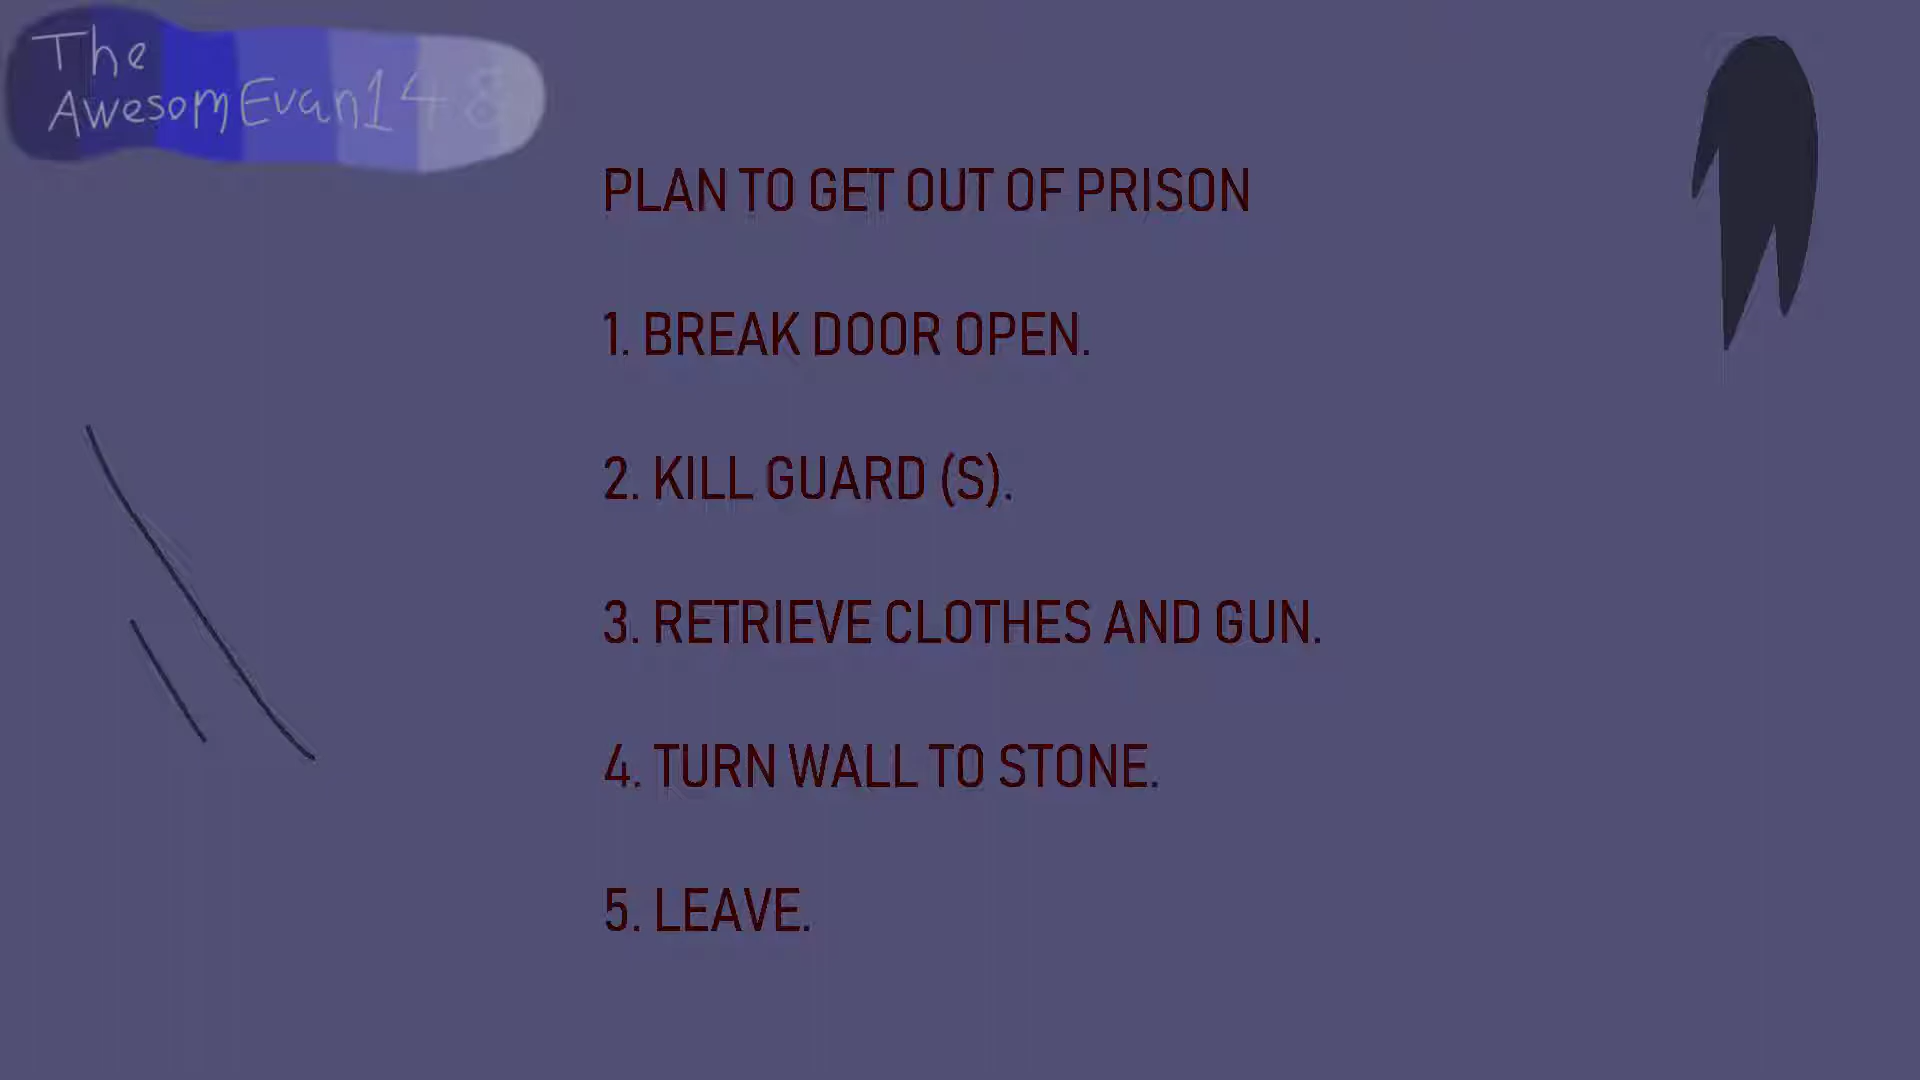 The
AwesomEvan148
PLAN TO GET OUT OF PRISON
1. BREAK DOOR OPEN.
2. KILL GUARD (S).
3. RETRIEVE CLOTHES AND GUN.
4. TURN WALL TO STONE.
5. LEAVE.